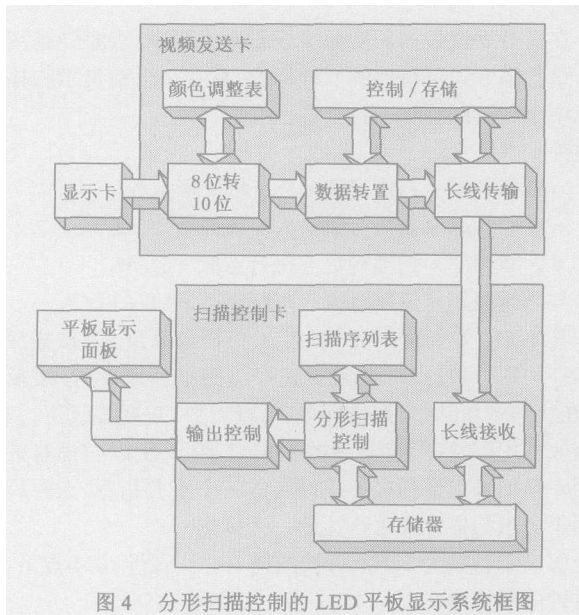 视频发送卡
颜色调整表
控制/存储
显示卡
8位转
10位
数据转置
长线传输
扫描控制卡
平板显示
面板
扫描序列表
输出控制
分形扫描
控制
长线接收
存储器
图4 分形扫描控制的LED平板显示系统框图